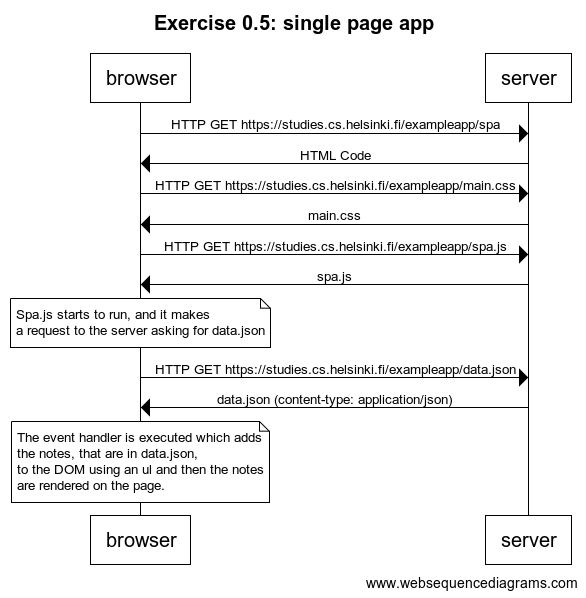 Exercise 0.5: single page app
browser
server
HTTP GET https://studies.cs.helsinki.fi/exampleapp/spa
HTML Code
HTTP GET https://studies.cs.helsinki.fi/exampleapp/main.css
main.css
HTTP GET https://studies.cs.helsinki.fi/exampleapp/spa.js
spa.js
Spa.js starts to run, and it makes
a request to the server asking for data.json
HTTP GET https://studies.cs.helsinki.fi/exampleapp/data.json
data.json (content-type: application/json)
The event handler is executed which adds
the notes, that are in data.json,
to the DOM using an ul and then the notes
are rendered on the page.
browser
server
www.websequencediagrams.com